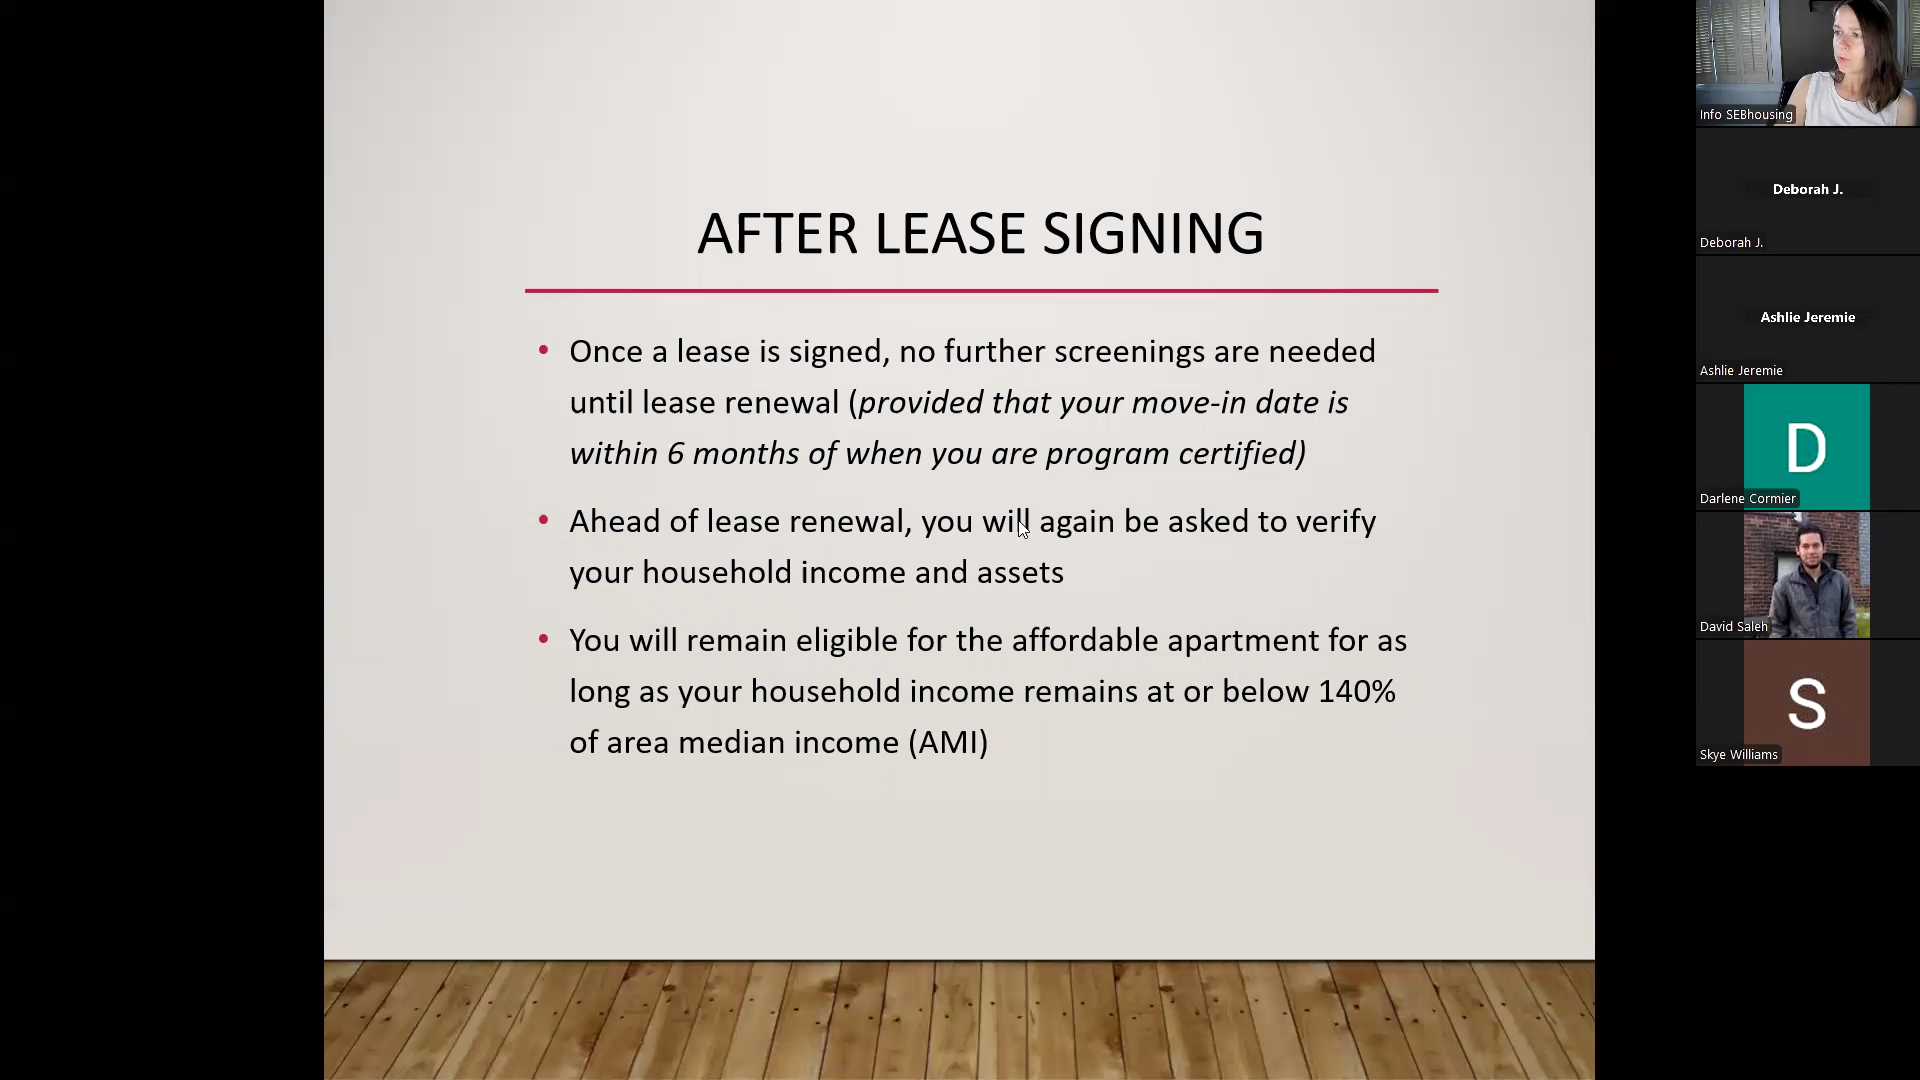 AFTER LEASE SIGNING
• Once a lease is signed, no further screenings are needed
until lease renewal (provided that your move-in date is
within 6 months of when you are program certified)
• Ahead of lease renewal, you will again be asked to verify
your household income and assets
• You will remain eligible for the affordable apartment for as
long as your household income remains at or below 140%
of area median income (AMI)
Info SEBhousing
Deborah J.
Deborah J.
Ashlie Jeremie
Ashlie Jeremie
D
Darlene Cormier
David Saleh
S
Skye Williams